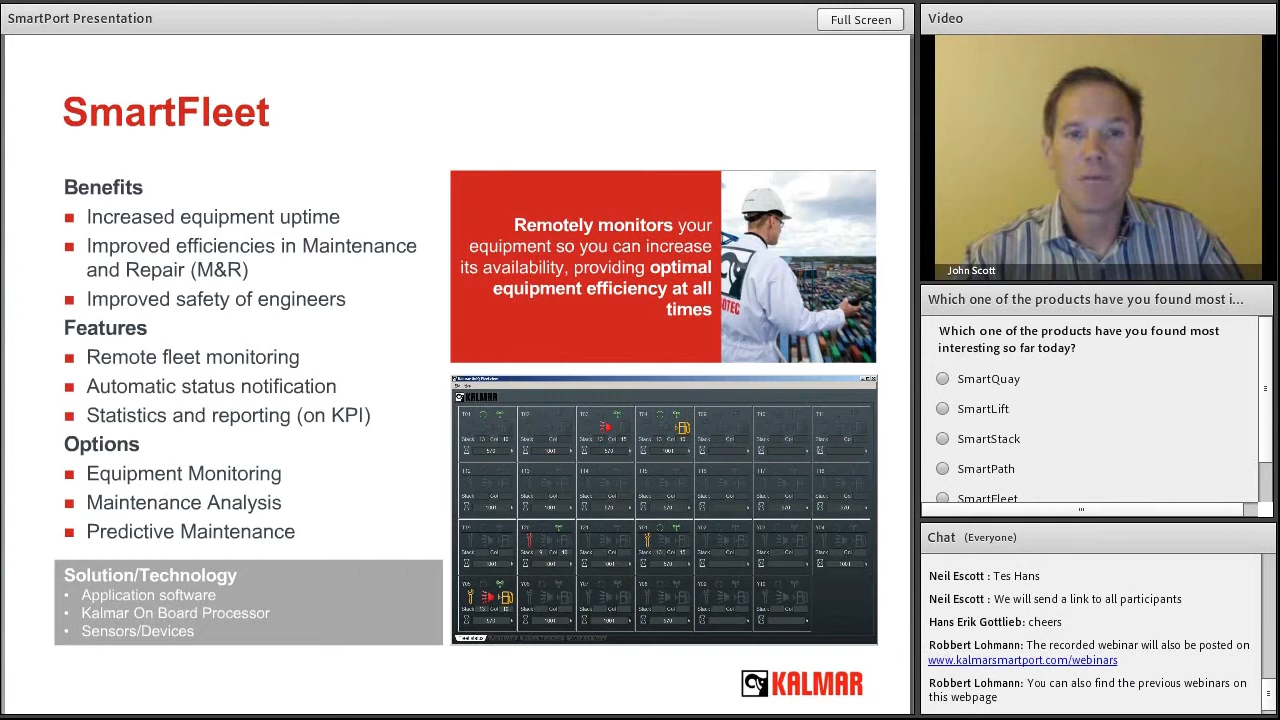 SmartPort Presentation
Full Screen
SmartFleet
Benefits
Increased equipment uptime
Improved efficiencies in Maintenance
and Repair (M&R)
Improved safety of engineers
Features
Remote fleet monitoring
Automatic status notification
Statistics and reporting (on KPI)
Options
Equipment Monitoring
Maintenance Analysis
Predictive Maintenance
Solution/Technology
• Application software
• Kalmar On Board Processor
• Sensors/Devices
Remotely monitors your
equipment so you can increase
its availability, providing optimal
equipment efficiency at all
times
KALMAR
KALMAR
Video
John Scott
Which one of the products have you found most i...
Which one of the products have you found most
interesting so far today?
SmartQuay
SmartLift
SmartStack
SmartPath
SmartFleet
Chat (Everyone)
Neil Escott : Tes Hans
Neil Escott : We will send a link to all participants
Hans Erik Gottlieb: cheers
Robbert Lohmann: The recorded webinar will also be posted on
www.kalmarsmartport.com/webinars
Robbert Lohmann: You can also find the previous webinars on
this webpage